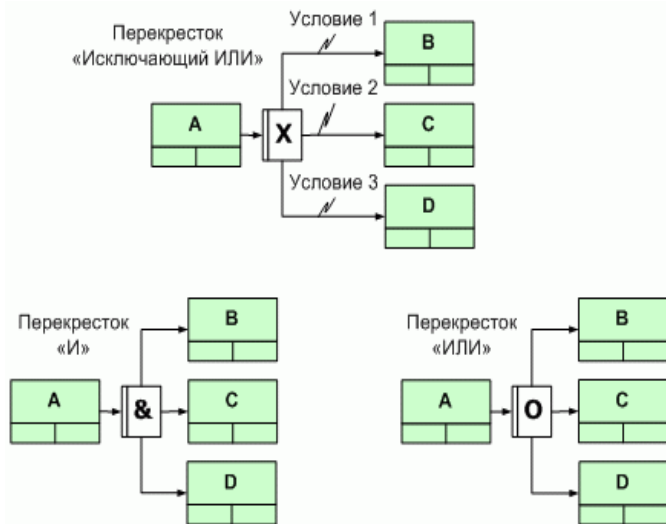 Перекресток
«Исключающий ИЛИ»
Условие 1
B
Условие 2
A
X
C
Условие 3
D
Перекресток
«И»
B
A
&
C
D
Перекресток
«ИЛИ»
B
A
O
C
D